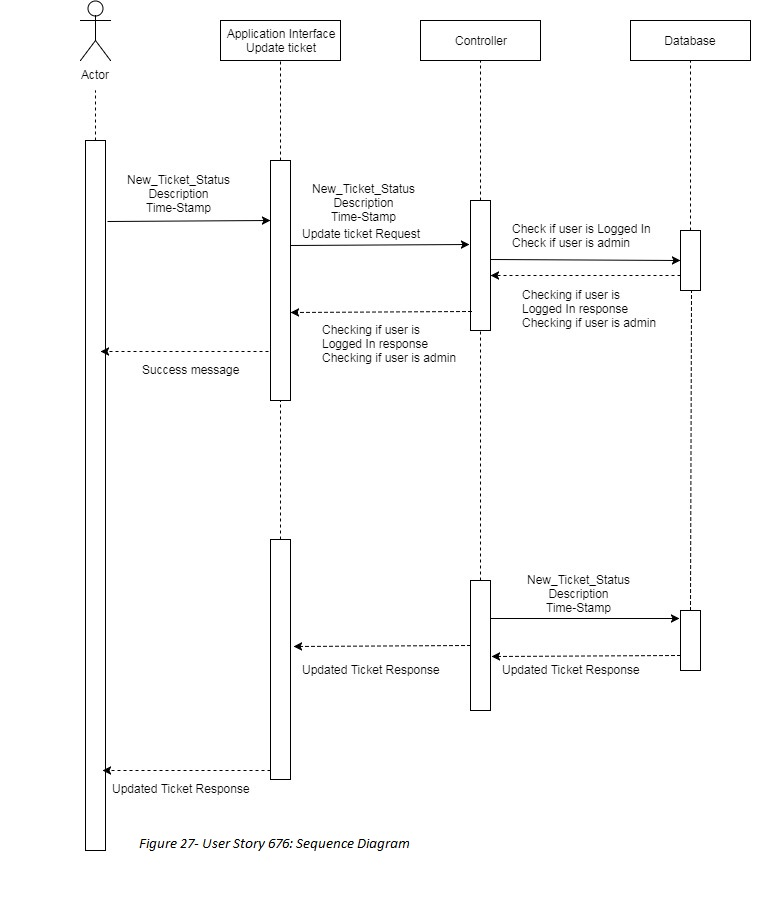 Application Interface
Update ticket
Controller
Database
Actor
New_Ticket_Status
Description
Time-Stamp
New_Ticket_Status
Description
Time-Stamp
Update ticket Request
Check if user is Logged In
Check if user is admin
Checking if user is
Logged In response
Checking if user is admin
Checking if user is
Logged In response
Checking if user is admin
Success message
New_Ticket_Status
Description
Time-Stamp
Updated Ticket Response
Updated Ticket Response
Updated Ticket Response
Figure 27- User Story 676: Sequence Diagram